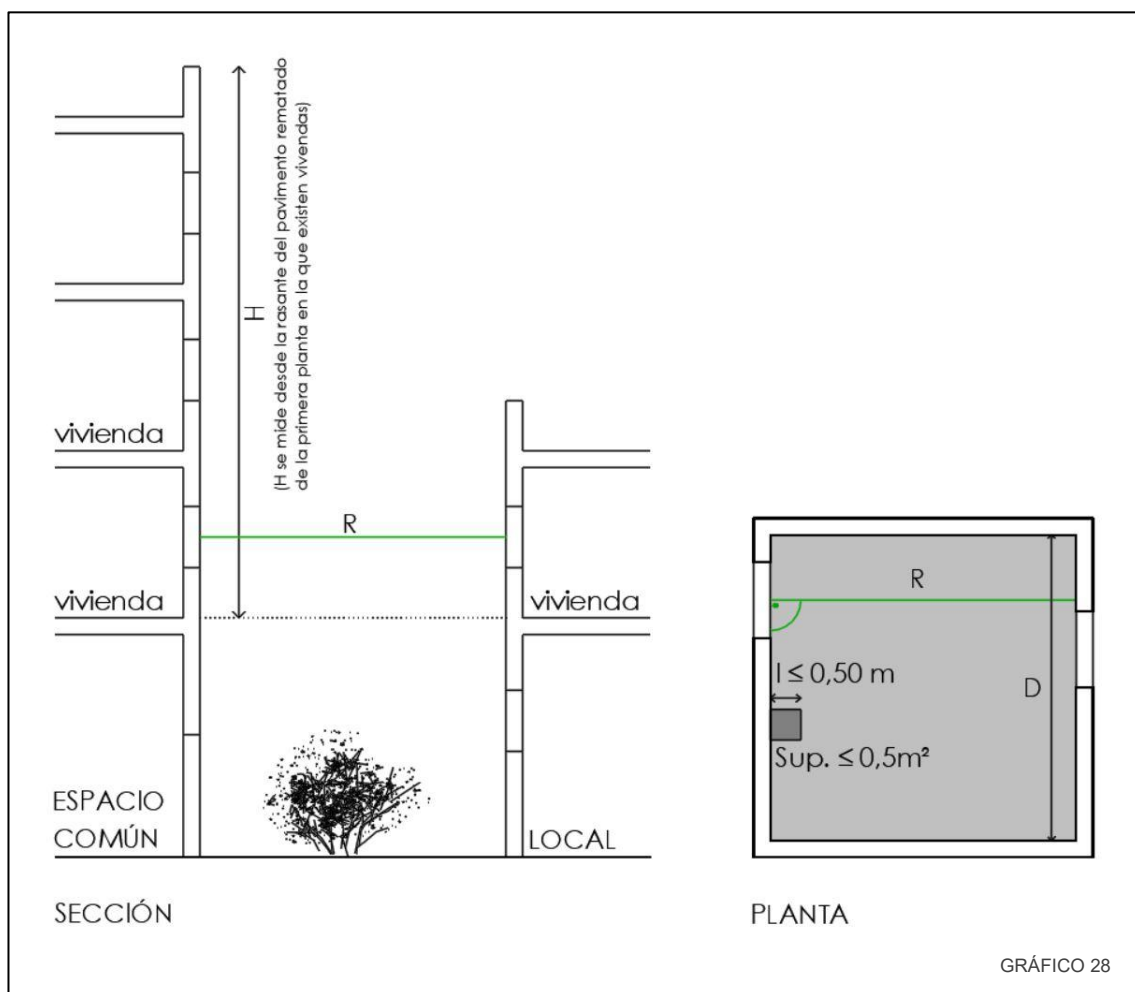 H
(H se mide desde la rasante del pavimento rematado
de la primera planta en la que existen vivendas)
vivienda
R
vivienda
vivienda
ESPACIO
COMÚN
LOCAL
SECCIÓN
R
l ≤ 0,50 m
D
Sup. ≤ 0,5m²
PLANTA
GRÁFICO 28